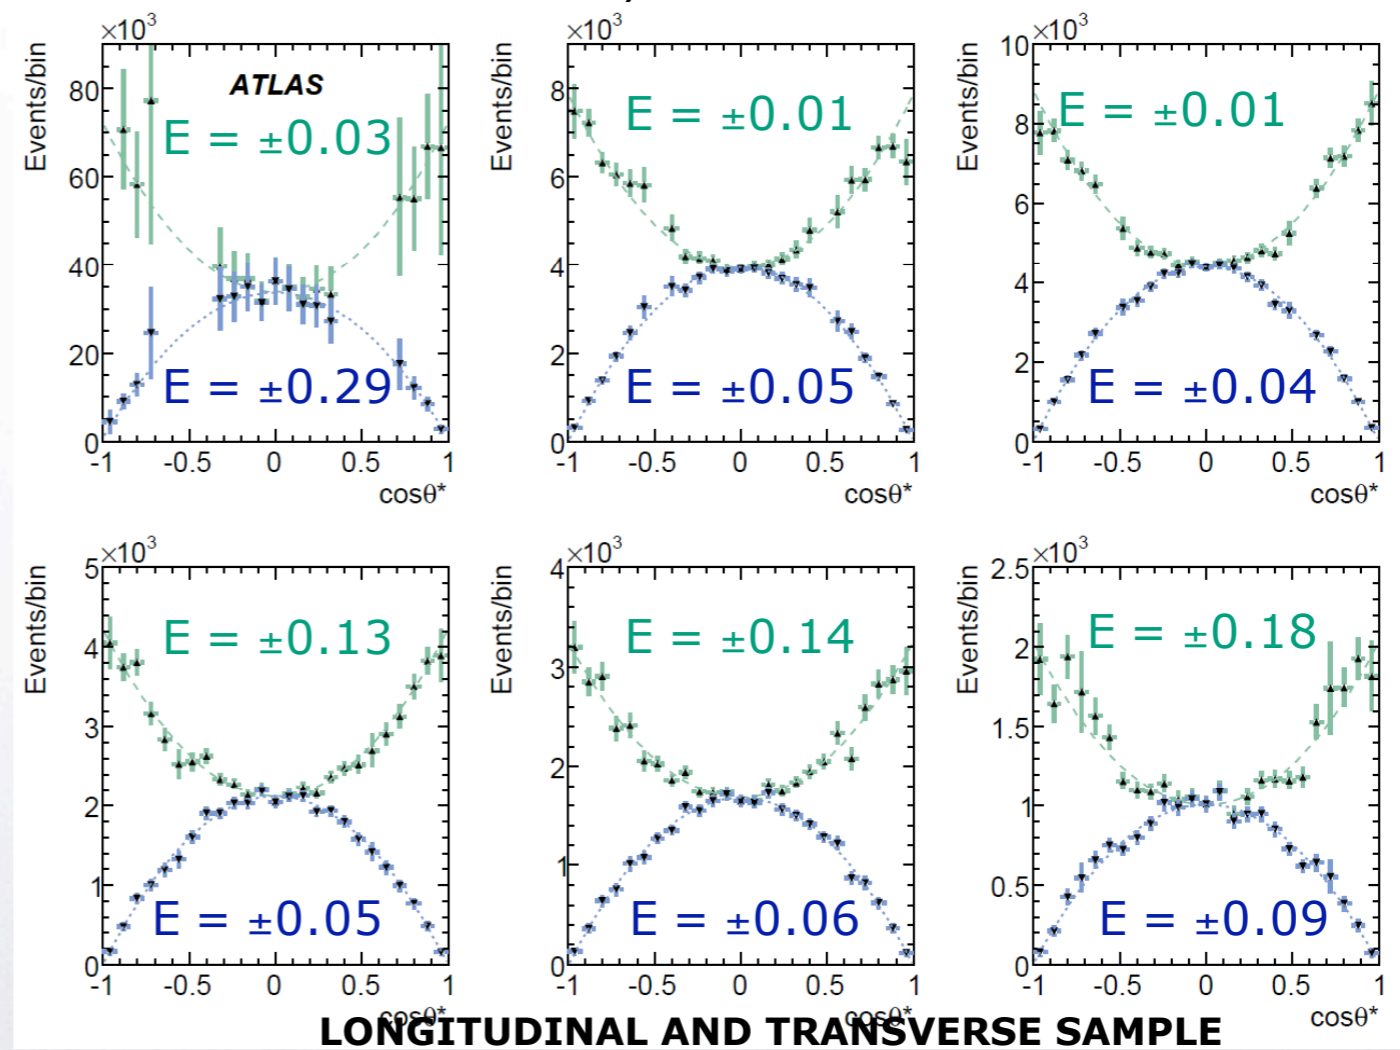 ×10³
Events/bin
80
60
40
20
0
ATLAS
E = ±0.03
E = ±0.29
-1 -0.5 0 0.5 1
cosθ*
×10³
Events/bin
8
6
4
2
0
E = ±0.01
E = ±0.05
-1 -0.5 0 0.5 1
cosθ*
×10³
Events/bin
10
8
6
4
2
0
E = ±0.01
E = ±0.04
-1 -0.5 0 0.5 1
cosθ*
×10³
Events/bin
5
4
3
2
1
0
E = ±0.13
E = ±0.05
-1 -0.5 0 0.5 1
cosθ*
×10³
Events/bin
4
3
2
1
0
E = ±0.14
E = ±0.06
-1 -0.5 0 0.5 1
cosθ*
×10³
Events/bin
2.5
2
1.5
1
0.5
0
E = ±0.18
E = ±0.09
-1 -0.5 0 0.5 1
cosθ*
LONGITUDINAL AND TRANSVERSE SAMPLE